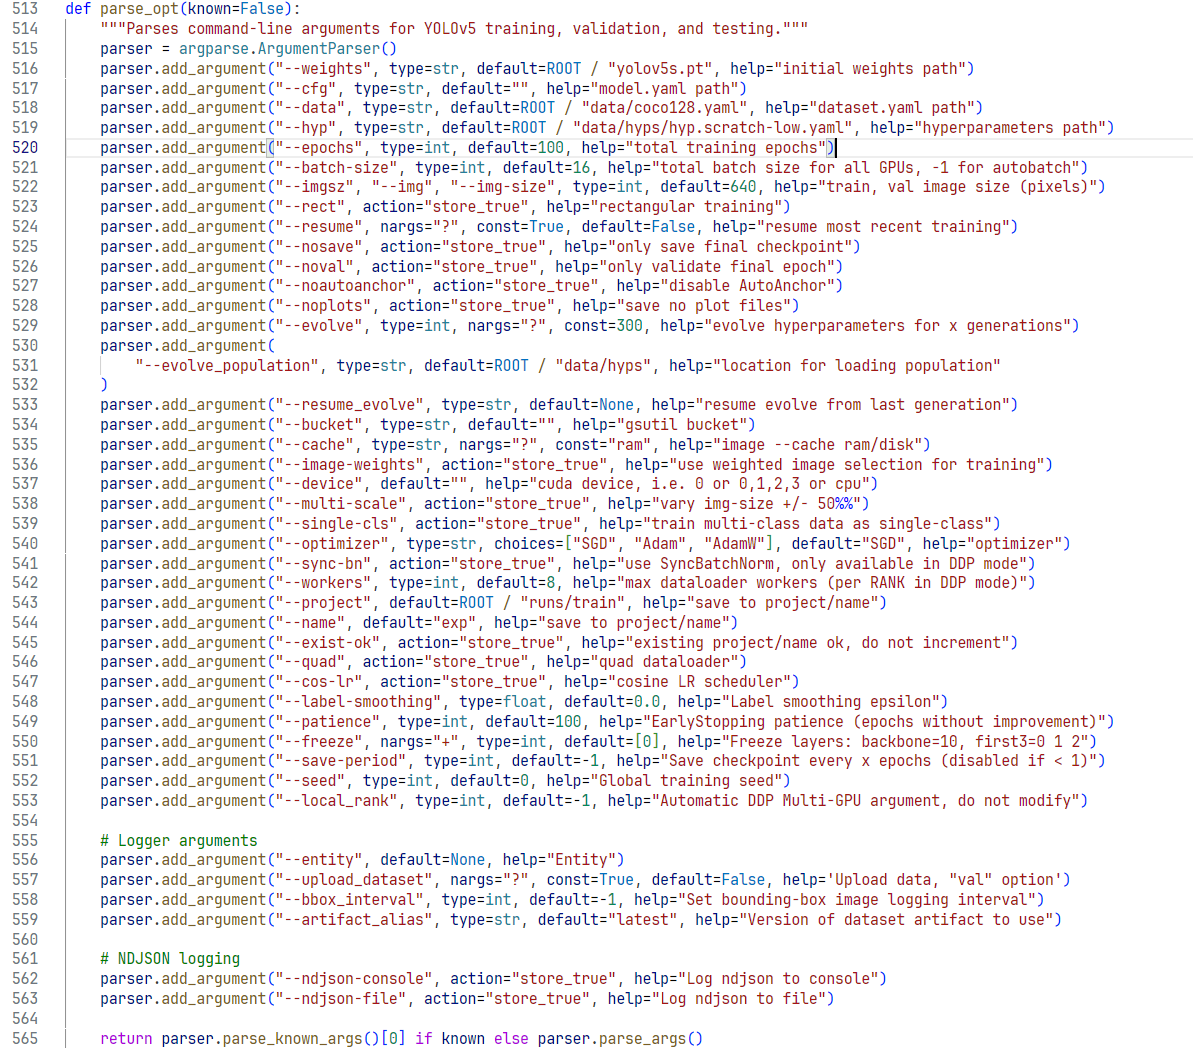 513 def parse_opt(known=False):
514     """Parses command-line arguments for YOLOv5 training, validation, and testing."""
515     parser = argparse.ArgumentParser()
516     parser.add_argument("--weights", type=str, default=ROOT / "yolov5s.pt", help="initial weights path")
517     parser.add_argument("--cfg", type=str, default="", help="model.yaml path")
518     parser.add_argument("--data", type=str, default=ROOT / "data/coco128.yaml", help="dataset.yaml path")
519     parser.add_argument("--hyp", type=str, default=ROOT / "data/hyps/hyp.scratch-low.yaml", help="hyperparameters path")
520     parser.add_argument("--epochs", type=int, default=100, help="total training epochs")
521     parser.add_argument("--batch-size", type=int, default=16, help="total batch size for all GPUs, -1 for autobatch")
522     parser.add_argument("--imgsz", "--img", "--img-size", type=int, default=640, help="train, val image size (pixels)")
523     parser.add_argument("--rect", action="store_true", help="rectangular training")
524     parser.add_argument("--resume", nargs="?", const=True, default=False, help="resume most recent training")
525     parser.add_argument("--nosave", action="store_true", help="only save final checkpoint")
526     parser.add_argument("--noval", action="store_true", help="only validate final epoch")
527     parser.add_argument("--noautoanchor", action="store_true", help="disable AutoAnchor")
528     parser.add_argument("--noplots", action="store_true", help="save no plot files")
529     parser.add_argument("--evolve", type=int, nargs="?", const=300, help="evolve hyperparameters for x generations")
530     parser.add_argument(
531         "--evolve_population", type=str, default=ROOT / "data/hyps", help="location for loading population"
532     )
533     parser.add_argument("--resume_evolve", type=str, default=None, help="resume evolve from last generation")
534     parser.add_argument("--bucket", type=str, default="", help="gsutil bucket")
535     parser.add_argument("--cache", type=str, nargs="?", const="ram", help="image --cache ram/disk")
536     parser.add_argument("--image-weights", action="store_true", help="use weighted image selection for training")
537     parser.add_argument("--device", default="", help="cuda device, i.e. 0 or 0,1,2,3 or cpu")
538     parser.add_argument("--multi-scale", action="store_true", help="vary img-size +/- 50%%")
539     parser.add_argument("--single-cls", action="store_true", help="train multi-class data as single-class")
540     parser.add_argument("--optimizer", type=str, choices=["SGD", "Adam", "AdamW"], default="SGD", help="optimizer")
541     parser.add_argument("--sync-bn", action="store_true", help="use SyncBatchNorm, only available in DDP mode")
542     parser.add_argument("--workers", type=int, default=8, help="max dataloader workers (per RANK in DDP mode)")
543     parser.add_argument("--project", default=ROOT / "runs/train", help="save to project/name")
544     parser.add_argument("--name", default="exp", help="save to project/name")
545     parser.add_argument("--exist-ok", action="store_true", help="existing project/name ok, do not increment")
546     parser.add_argument("--quad", action="store_true", help="quad dataloader")
547     parser.add_argument("--cos-lr", action="store_true", help="cosine LR scheduler")
548     parser.add_argument("--label-smoothing", type=float, default=0.0, help="Label smoothing epsilon")
549     parser.add_argument("--patience", type=int, default=100, help="EarlyStopping patience (epochs without improvement)")
550     parser.add_argument("--freeze", nargs="+", type=int, default=[0], help="Freeze layers: backbone=10, first3=0 1 2")
551     parser.add_argument("--save-period", type=int, default=-1, help="Save checkpoint every x epochs (disabled if < 1)")
552     parser.add_argument("--seed", type=int, default=0, help="Global training seed")
553     parser.add_argument("--local_rank", type=int, default=-1, help="Automatic DDP Multi-GPU argument, do not modify")
554
555     # Logger arguments
556     parser.add_argument("--entity", default=None, help="Entity")
557     parser.add_argument("--upload_dataset", nargs="?", const=True, default=False, help='Upload data, "val" option')
558     parser.add_argument("--bbox_interval", type=int, default=-1, help="Set bounding-box image logging interval")
559     parser.add_argument("--artifact_alias", type=str, default="latest", help="Version of dataset artifact to use")
560
561     # NDJSON logging
562     parser.add_argument("--ndjson-console", action="store_true", help="Log ndjson to console")
563     parser.add_argument("--ndjson-file", action="store_true", help="Log ndjson to file")
564
565     return parser.parse_known_args()[0] if known else parser.parse_args()